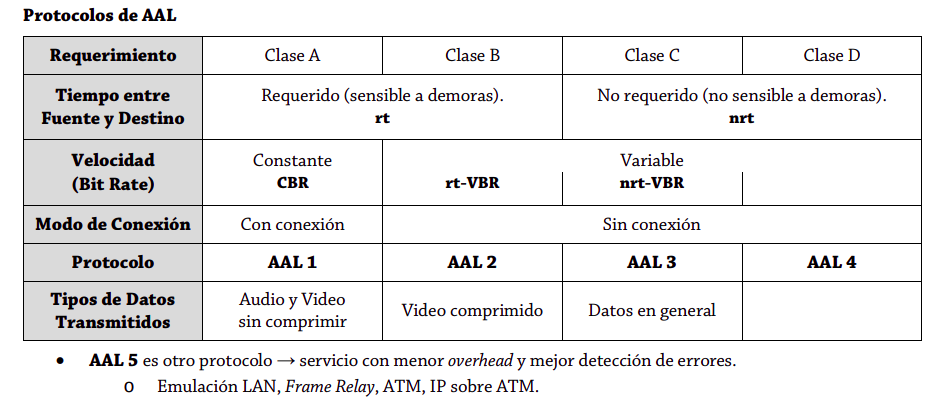 Protocolos de AAL
Requerimiento Clase A Clase B Clase C Clase D
Tiempo entre Fuente y Destino Requerido (sensible a demoras). rt No requerido (no sensible a demoras). nrt
Velocidad (Bit Rate) Constante CBR Variable rt-VBR nrt-VBR
Modo de Conexión Con conexión Sin conexión
Protocolo AAL 1 AAL 2 AAL 3 AAL 4
Tipos de Datos Transmitidos Audio y Video sin comprimir Video comprimido Datos en general
• AAL 5 es otro protocolo → servicio con menor overhead y mejor detección de errores.
o Emulación LAN, Frame Relay, ATM, IP sobre ATM.